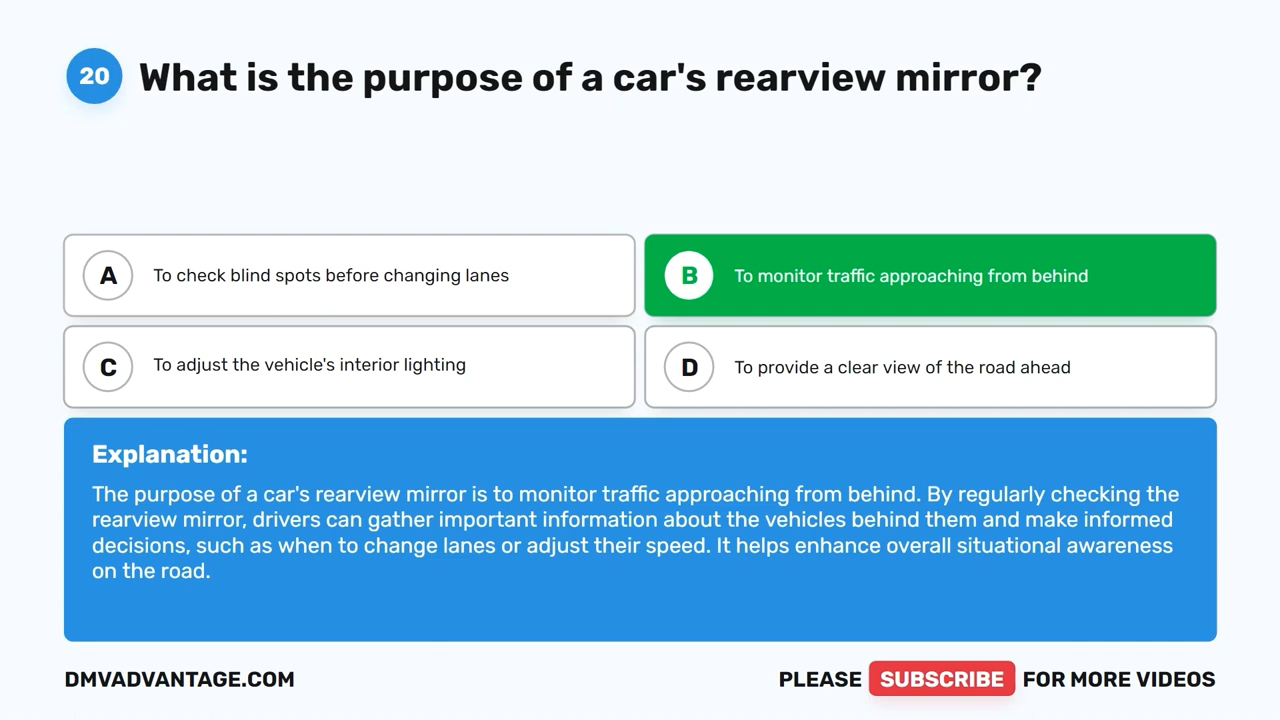 20 What is the purpose of a car's rearview mirror?
A To check blind spots before changing lanes
B To monitor traffic approaching from behind
C To adjust the vehicle's interior lighting
D To provide a clear view of the road ahead
Explanation:
The purpose of a car's rearview mirror is to monitor traffic approaching from behind. By regularly checking the
rearview mirror, drivers can gather important information about the vehicles behind them and make informed
decisions, such as when to change lanes or adjust their speed. It helps enhance overall situational awareness
on the road.
DMVADVANTAGE.COM
PLEASE SUBSCRIBE FOR MORE VIDEOS